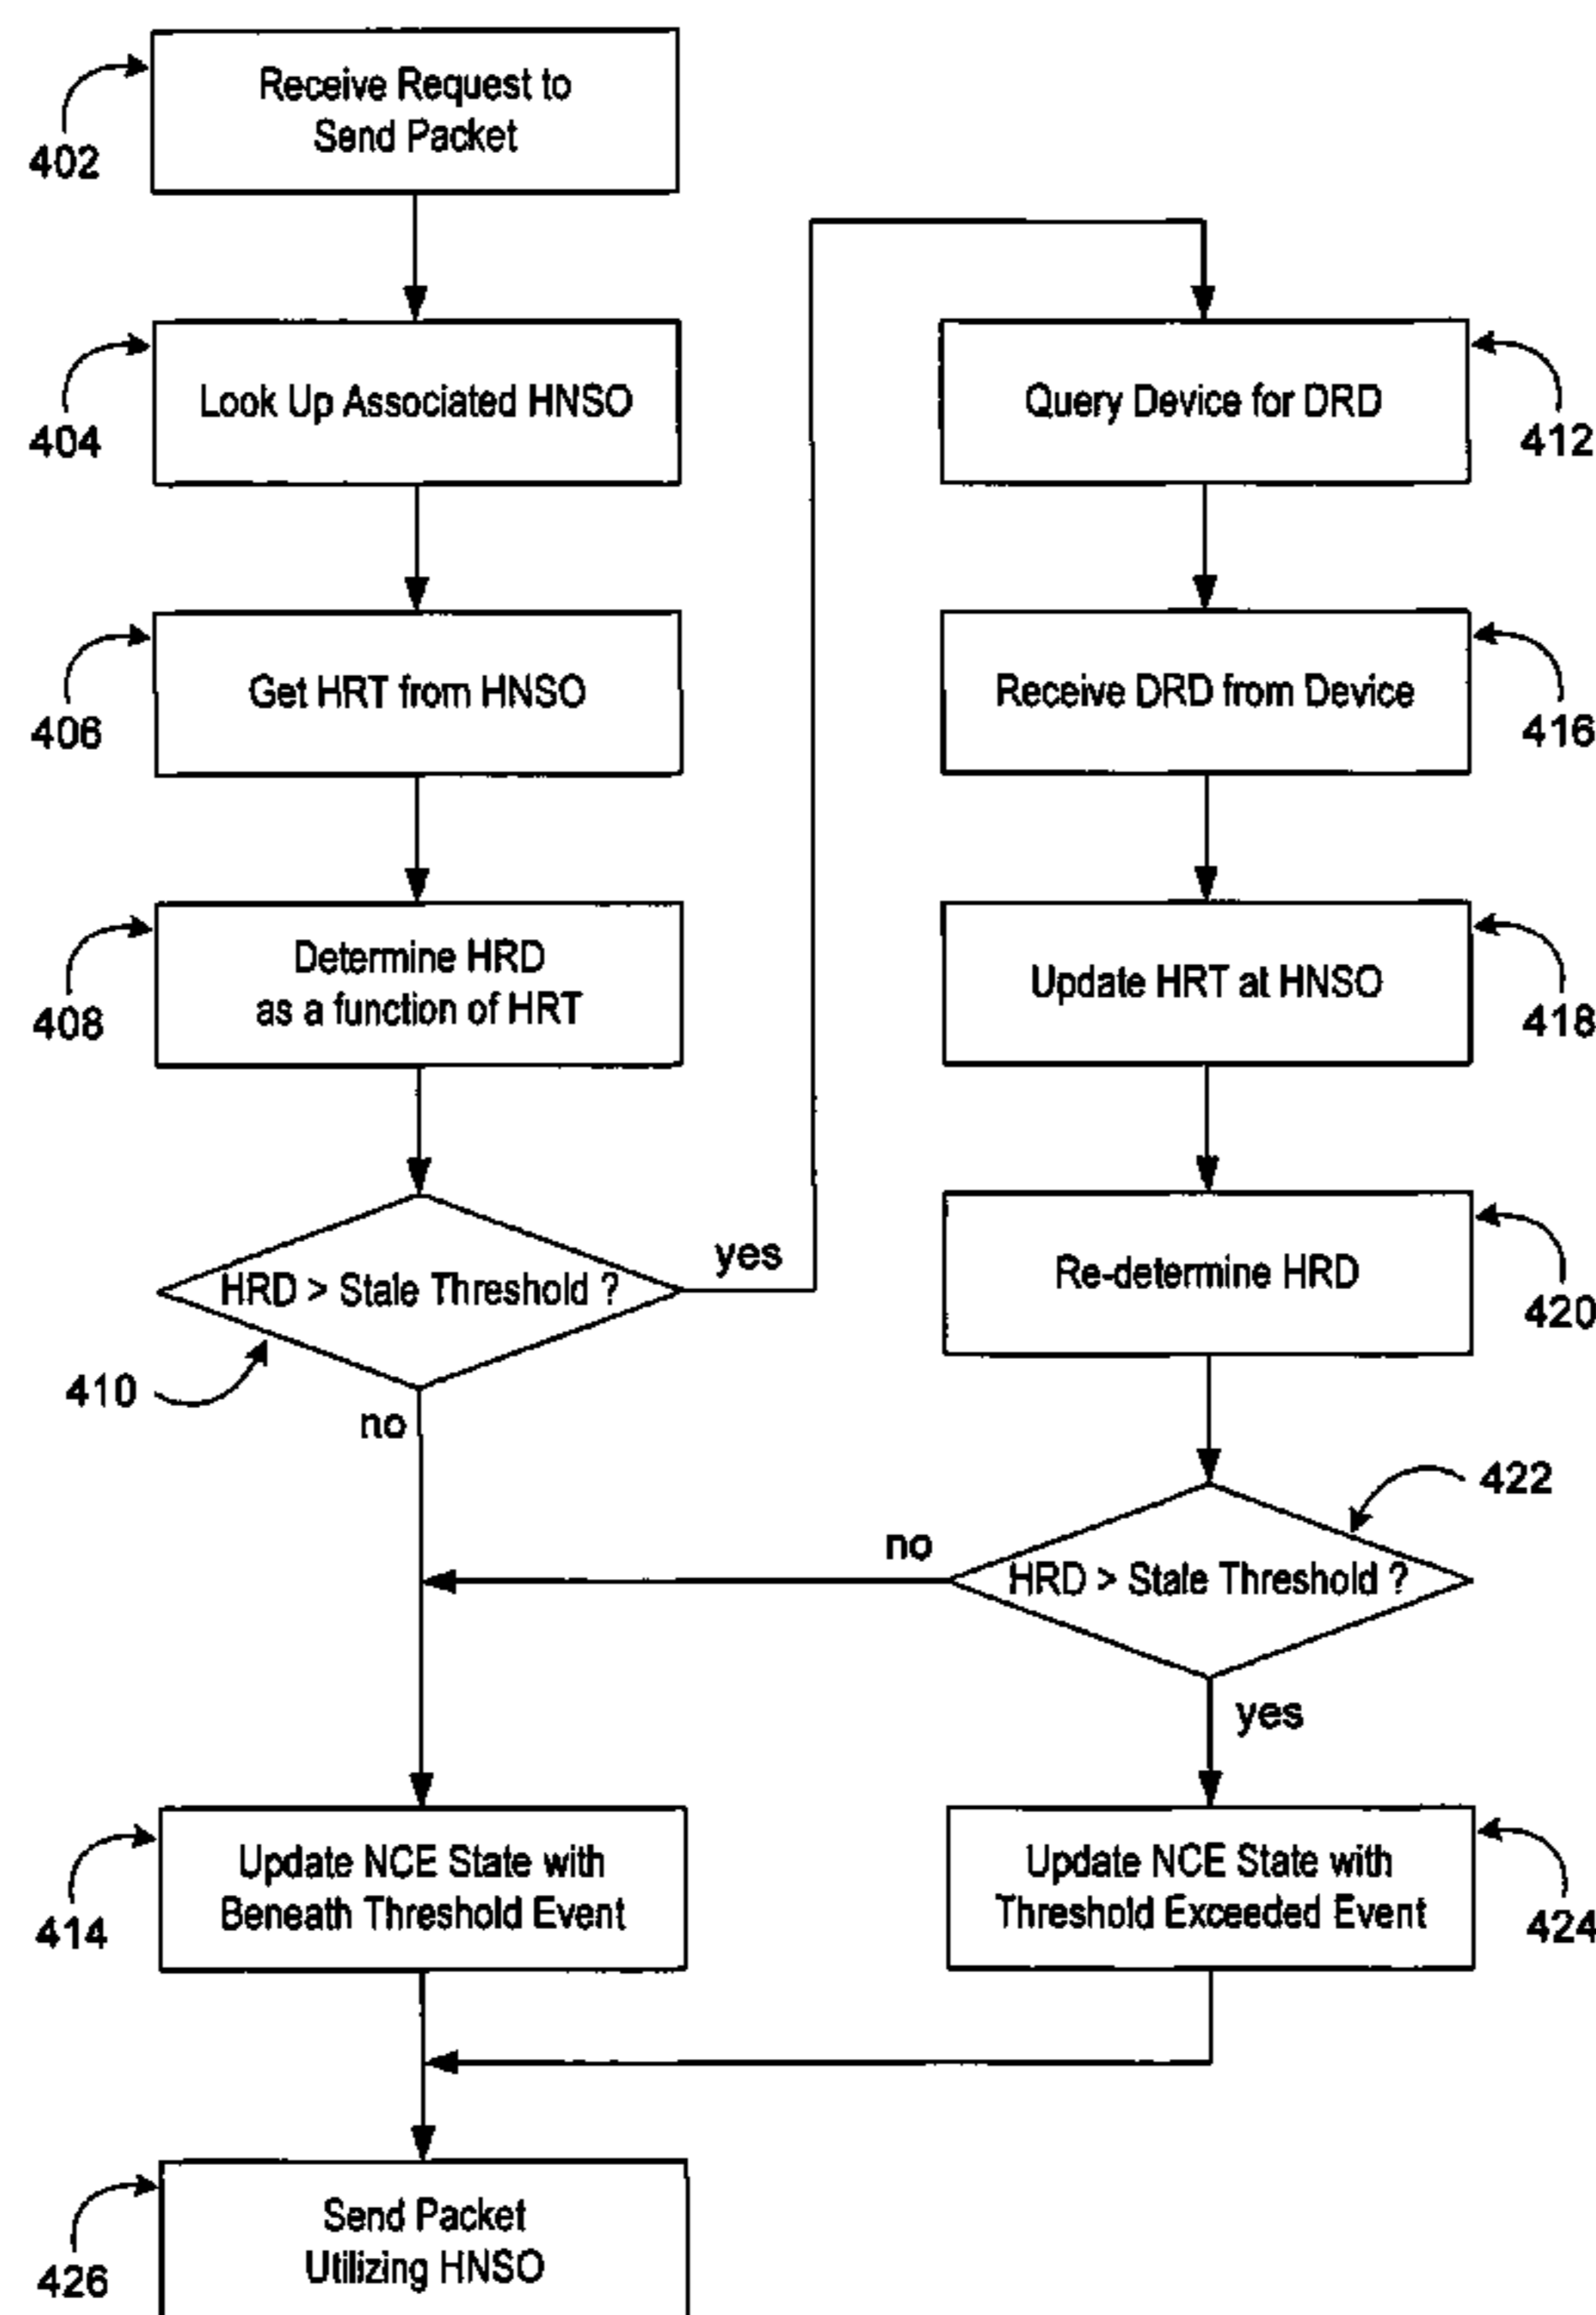 Receive Request to
Send Packet
402
Look Up Associated HNSO
404
Get HRT from HNSO
406
Determine HRD
as a function of HRT
408
HRD > Stale Threshold ?
yes
410
no
Query Device for DRD
412
Receive DRD from Device
416
Update HRT at HNSO
418
Re-determine HRD
420
422
no
HRD > Stale Threshold ?
yes
Update NCE State with
Beneath Threshold Event
414
Update NCE State with
Threshold Exceeded Event
424
Send Packet
Utilizing HNSO
426